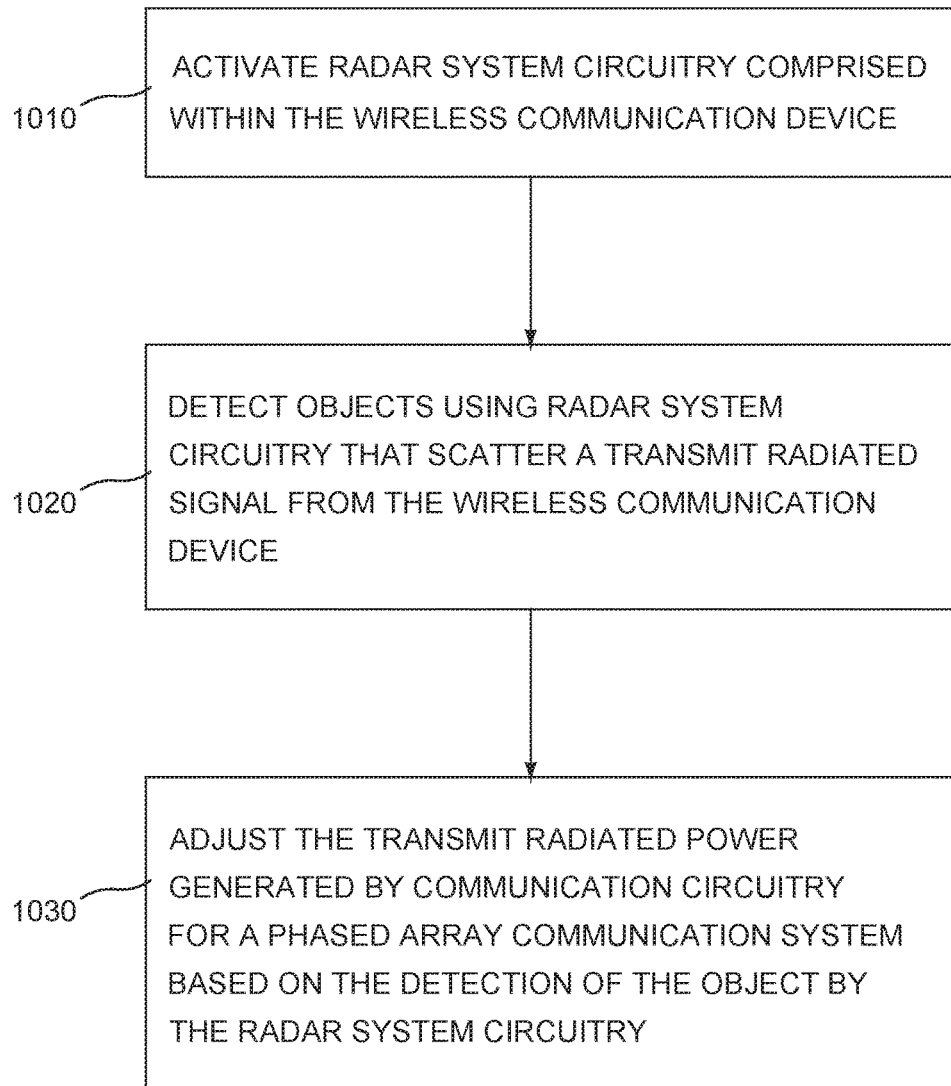 1010
ACTIVATE RADAR SYSTEM CIRCUITRY COMPRISED
WITHIN THE WIRELESS COMMUNICATION DEVICE
1020
DETECT OBJECTS USING RADAR SYSTEM
CIRCUITRY THAT SCATTER A TRANSMIT RADIATED
SIGNAL FROM THE WIRELESS COMMUNICATION
DEVICE
1030
ADJUST THE TRANSMIT RADIATED POWER
GENERATED BY COMMUNICATION CIRCUITRY
FOR A PHASED ARRAY COMMUNICATION SYSTEM
BASED ON THE DETECTION OF THE OBJECT BY
THE RADAR SYSTEM CIRCUITRY